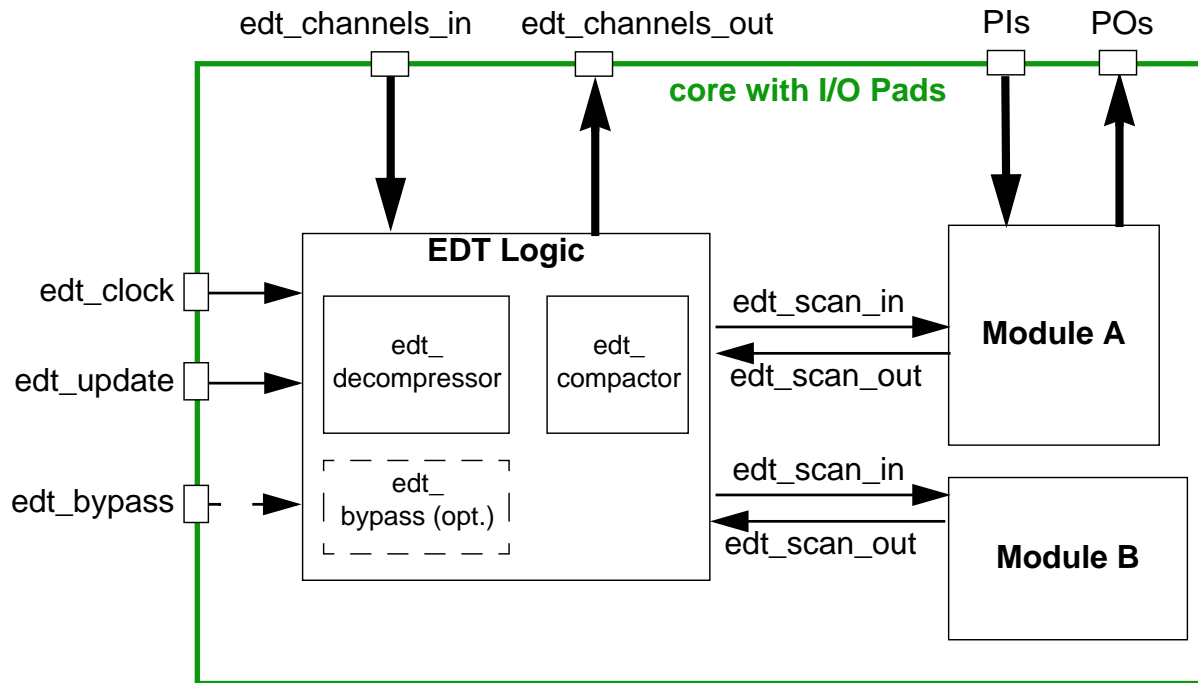 edt_channels_in
edt_channels_out
PIs
POs
core with I/O Pads
EDT Logic
edt_clock
edt_update
edt_bypass
edt_
decompressor
edt_
compactor
edt_
bypass (opt.)
edt_scan_in
edt_scan_out
Module A
edt_scan_in
edt_scan_out
Module B